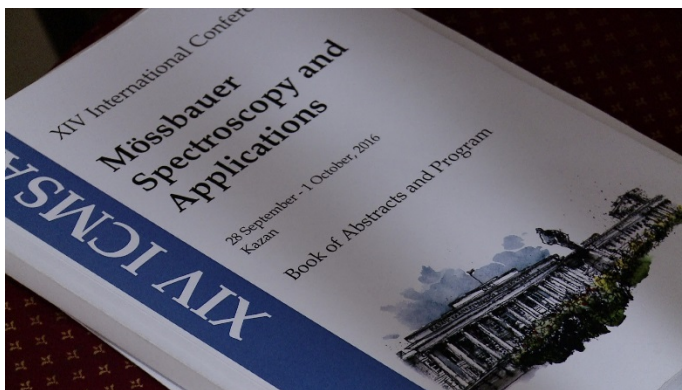 XIV International Confere
Mössbauer
Spectroscopy and
Applications
28 September - 1 October, 2016
Kazan
Book of Abstracts and Program
XIV ICMSA